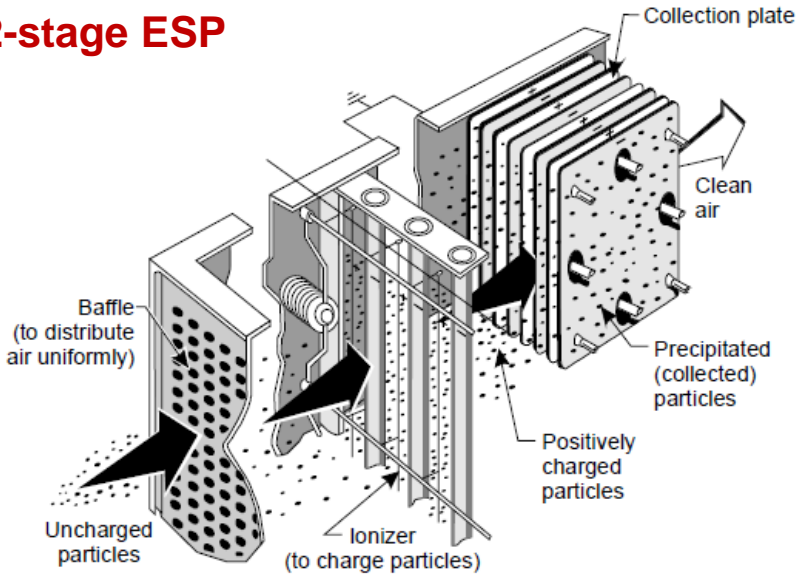 2-stage ESP
Collection plate
Clean
air
Baffle
(to distribute
air uniformly)
Precipitated
(collected)
particles
Positively
charged
particles
Uncharged
particles
Ionizer
(to charge particles)